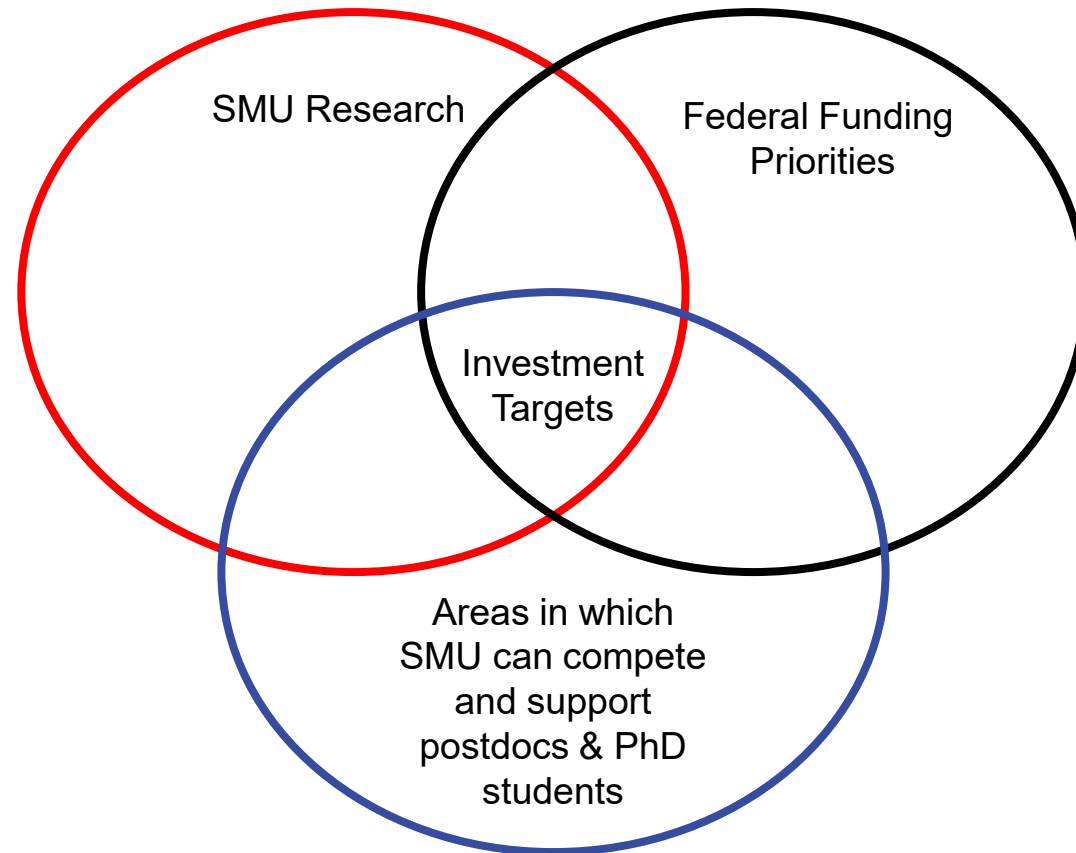 SMU Research
Federal Funding
Priorities
Investment
Targets
Areas in which
SMU can compete
and support
postdocs & PhD
students